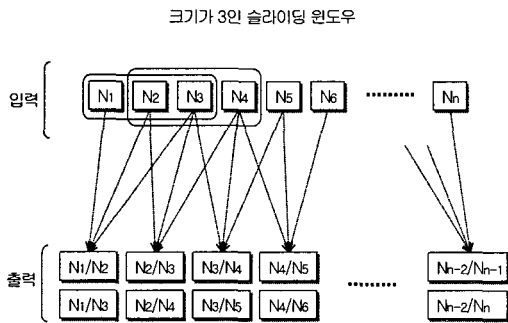 크기가 3인 슬라이딩 윈도우
입력
N1 N2 N3 N4 N5 N6 ........ Nn
출력
N1/N2 N2/N3 N3/N4 N4/N5 Nn-2/Nn-1
N1/N3 N2/N4 N3/N5 N4/N6 ........ Nn-2/Nn